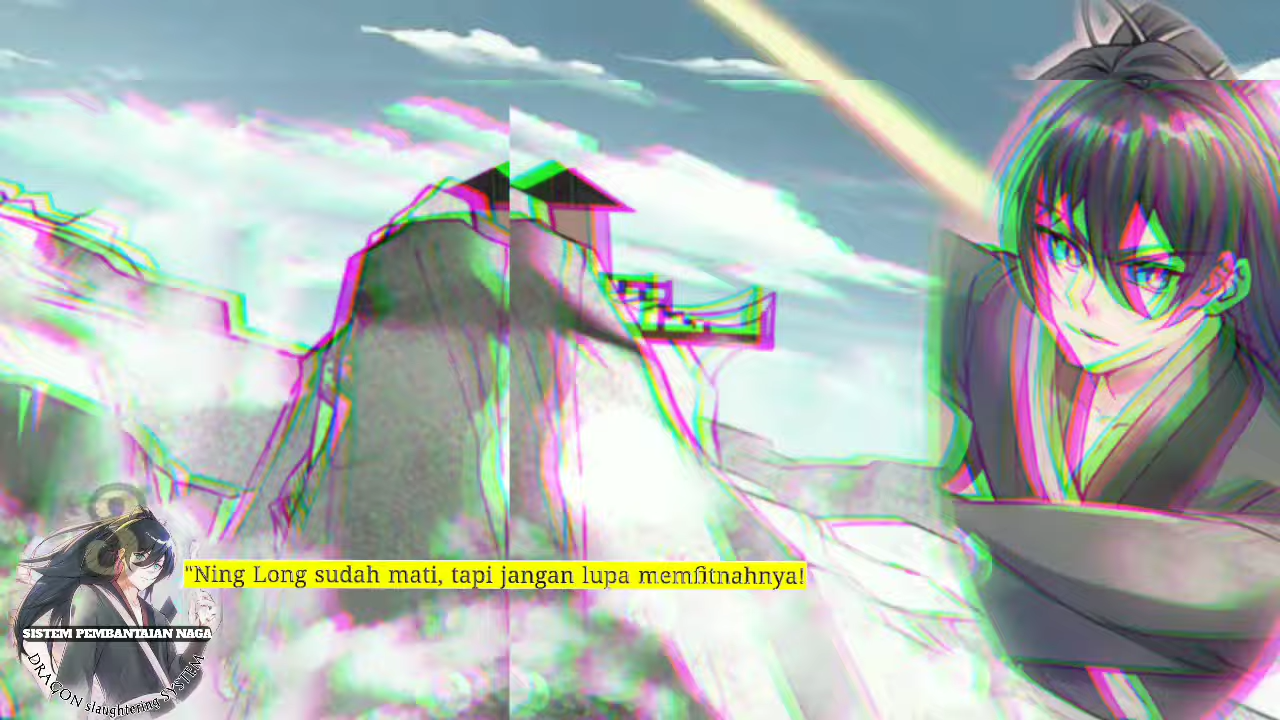 “Ning Long sudah mati, tapi jangan lupa memfitnahnya!
SISTEM PEMBANTAIAN NAGA
DRAGON slaughtering SYSTEM